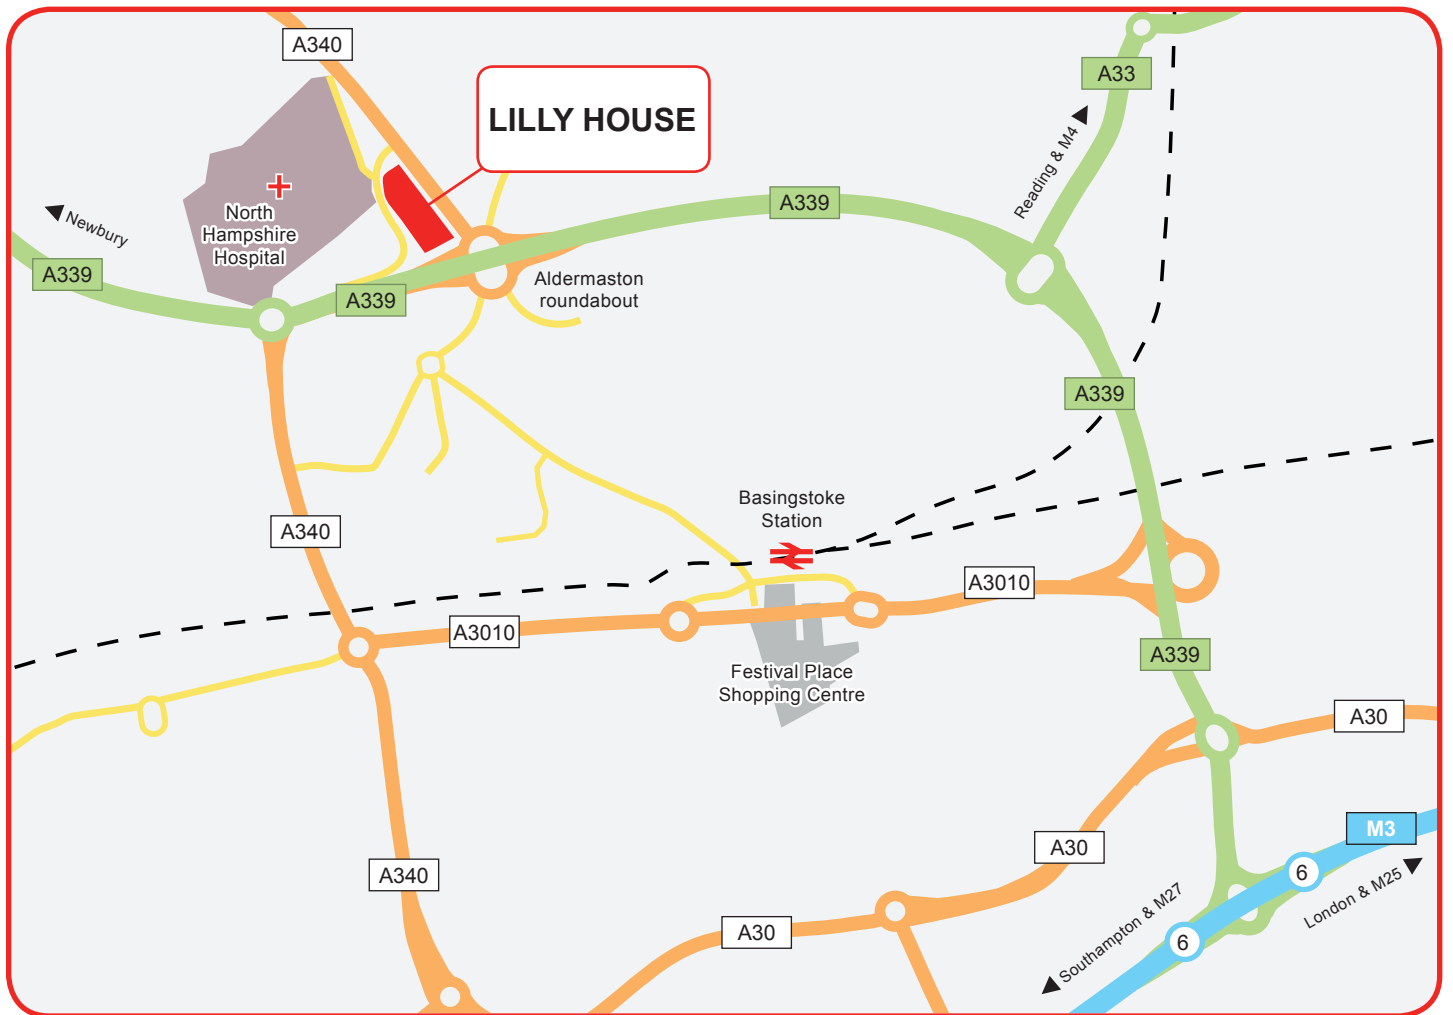 A340
LILLY HOUSE
A33
Reading & M4
A339
North
Hampshire
Hospital
Newbury
A339
A339
Aldermaston
roundabout
A339
Basingstoke
Station
A340
A3010
A3010
Festival Place
Shopping Centre
A339
A30
M3
A30
6
London & M25
A340
Southampton & M27
A30
6